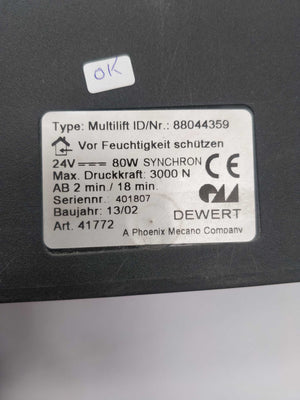 OK
Type: Multilift ID/Nr.: 88044359
Vor Feuchtigkeit schützen
24V 80W SYNCHRON CE
Max. Druckkraft: 3000 N
AB 2 min./ 18 min.
Seriennr.: 401807
Baujahr: 13/02
DEWERT
Art. 41772
A Phoenix Mecano Company